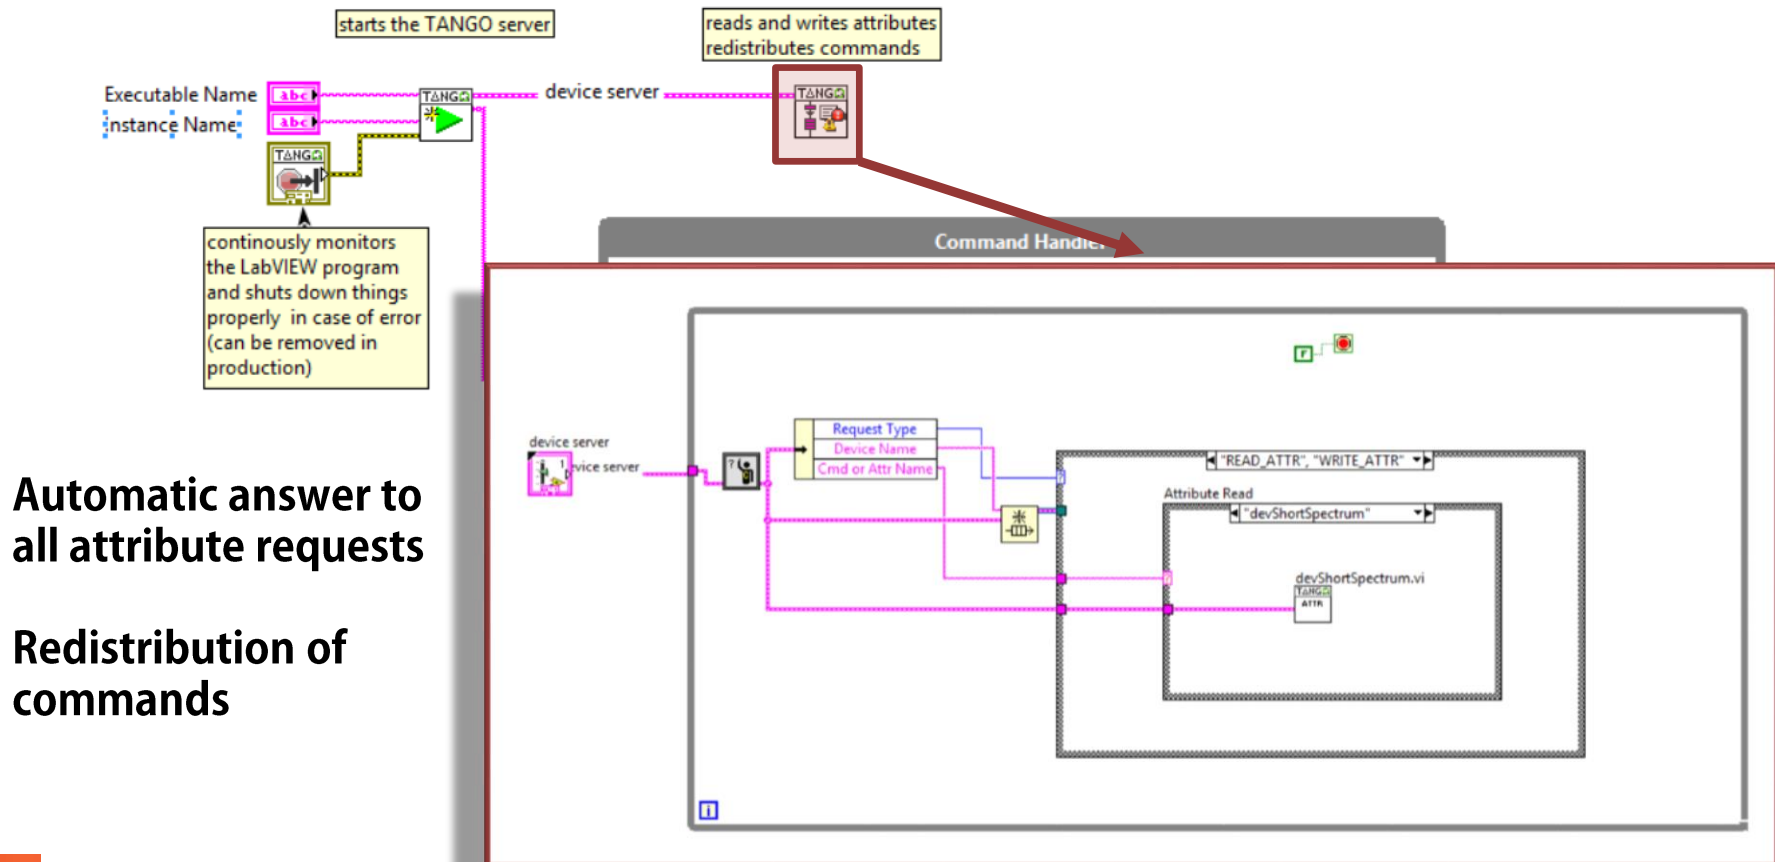 starts the TANGO server
reads and writes attributes
redistributes commands
Executable Name
abc
device server
TANGO
TANGO
nstance Name
abc
TANGO
continously monitors
the LabVIEW program
and shuts down things
properly in case of error
(can be removed in
production)
Command Handler
F
device server
vice server
1
?
Request Type
Device Name
Cmd or Attr Name
"READ_ATTR", "WRITE_ATTR"
?
Attribute Read
"devShortSpectrum"
?
devShortSpectrum.vi
TANGO
ATTR
i
Automatic answer to
all attribute requests
Redistribution of
commands